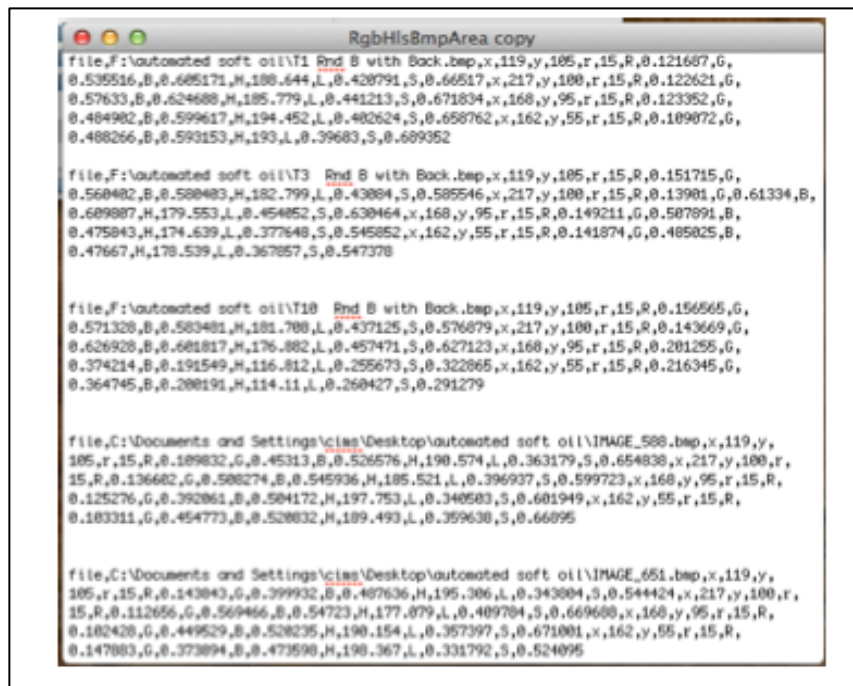 RgbHlsBmpArea copy
file,F:\automated soft oil\T1 Rnd B with Back.bmp,x,119,y,105,r,15,R,0.121687,G,
0.535516,B,0.605171,H,188.644,L,0.420791,S,0.66517,x,217,y,100,r,15,R,0.122621,G,
0.57633,B,0.624688,H,185.779,L,0.441213,S,0.671834,x,168,y,95,r,15,R,0.123352,G,
0.484902,B,0.599617,H,194.452,L,0.402624,S,0.658762,x,162,y,55,r,15,R,0.109072,G,
0.488266,B,0.593153,H,193,L,0.39683,S,0.689352
file,F:\automated soft oil\T3  Rnd B with Back.bmp,x,119,y,105,r,15,R,0.151715,G,
0.560402,B,0.580403,H,182.799,L,0.43084,S,0.585546,x,217,y,100,r,15,R,0.13901,G,0.61334,B,
0.609807,H,179.553,L,0.454052,S,0.630464,x,168,y,95,r,15,R,0.149211,G,0.507891,B,
0.475843,H,174.639,L,0.377648,S,0.545852,x,162,y,55,r,15,R,0.141874,G,0.485025,B,
0.47667,H,178.539,L,0.367857,S,0.547378
file,F:\automated soft oil\T10  Rnd B with Back.bmp,x,119,y,105,r,15,R,0.156565,G,
0.571328,B,0.583481,H,181.708,L,0.437125,S,0.576879,x,217,y,100,r,15,R,0.143669,G,
0.626928,B,0.601817,H,176.882,L,0.457471,S,0.627123,x,168,y,95,r,15,R,0.201255,G,
0.374214,B,0.191549,H,116.812,L,0.255673,S,0.322865,x,162,y,55,r,15,R,0.216345,G,
0.364745,B,0.200191,H,114.11,L,0.260427,S,0.291279
file,C:\Documents and Settings\cims\Desktop\automated soft oil\IMAGE_588.bmp,x,119,y,
105,r,15,R,0.109832,G,0.45313,B,0.526576,H,190.574,L,0.363179,S,0.654838,x,217,y,100,r,
15,R,0.136602,G,0.508274,B,0.545936,H,185.521,L,0.396937,S,0.599723,x,168,y,95,r,15,R,
0.125276,G,0.392061,B,0.504172,H,197.753,L,0.340503,S,0.601949,x,162,y,55,r,15,R,
0.103311,G,0.454773,B,0.520832,H,189.493,L,0.359638,S,0.66895
file,C:\Documents and Settings\cims\Desktop\automated soft oil\IMAGE_651.bmp,x,119,y,
105,r,15,R,0.143843,G,0.399932,B,0.487636,H,195.306,L,0.343804,S,0.544424,x,217,y,100,r,
15,R,0.112656,G,0.569466,B,0.54723,H,177.079,L,0.409784,S,0.669688,x,168,y,95,r,15,R,
0.102428,G,0.449529,B,0.520235,H,190.154,L,0.357397,S,0.671001,x,162,y,55,r,15,R,
0.147883,G,0.373894,B,0.473598,H,198.367,L,0.331792,S,0.524095